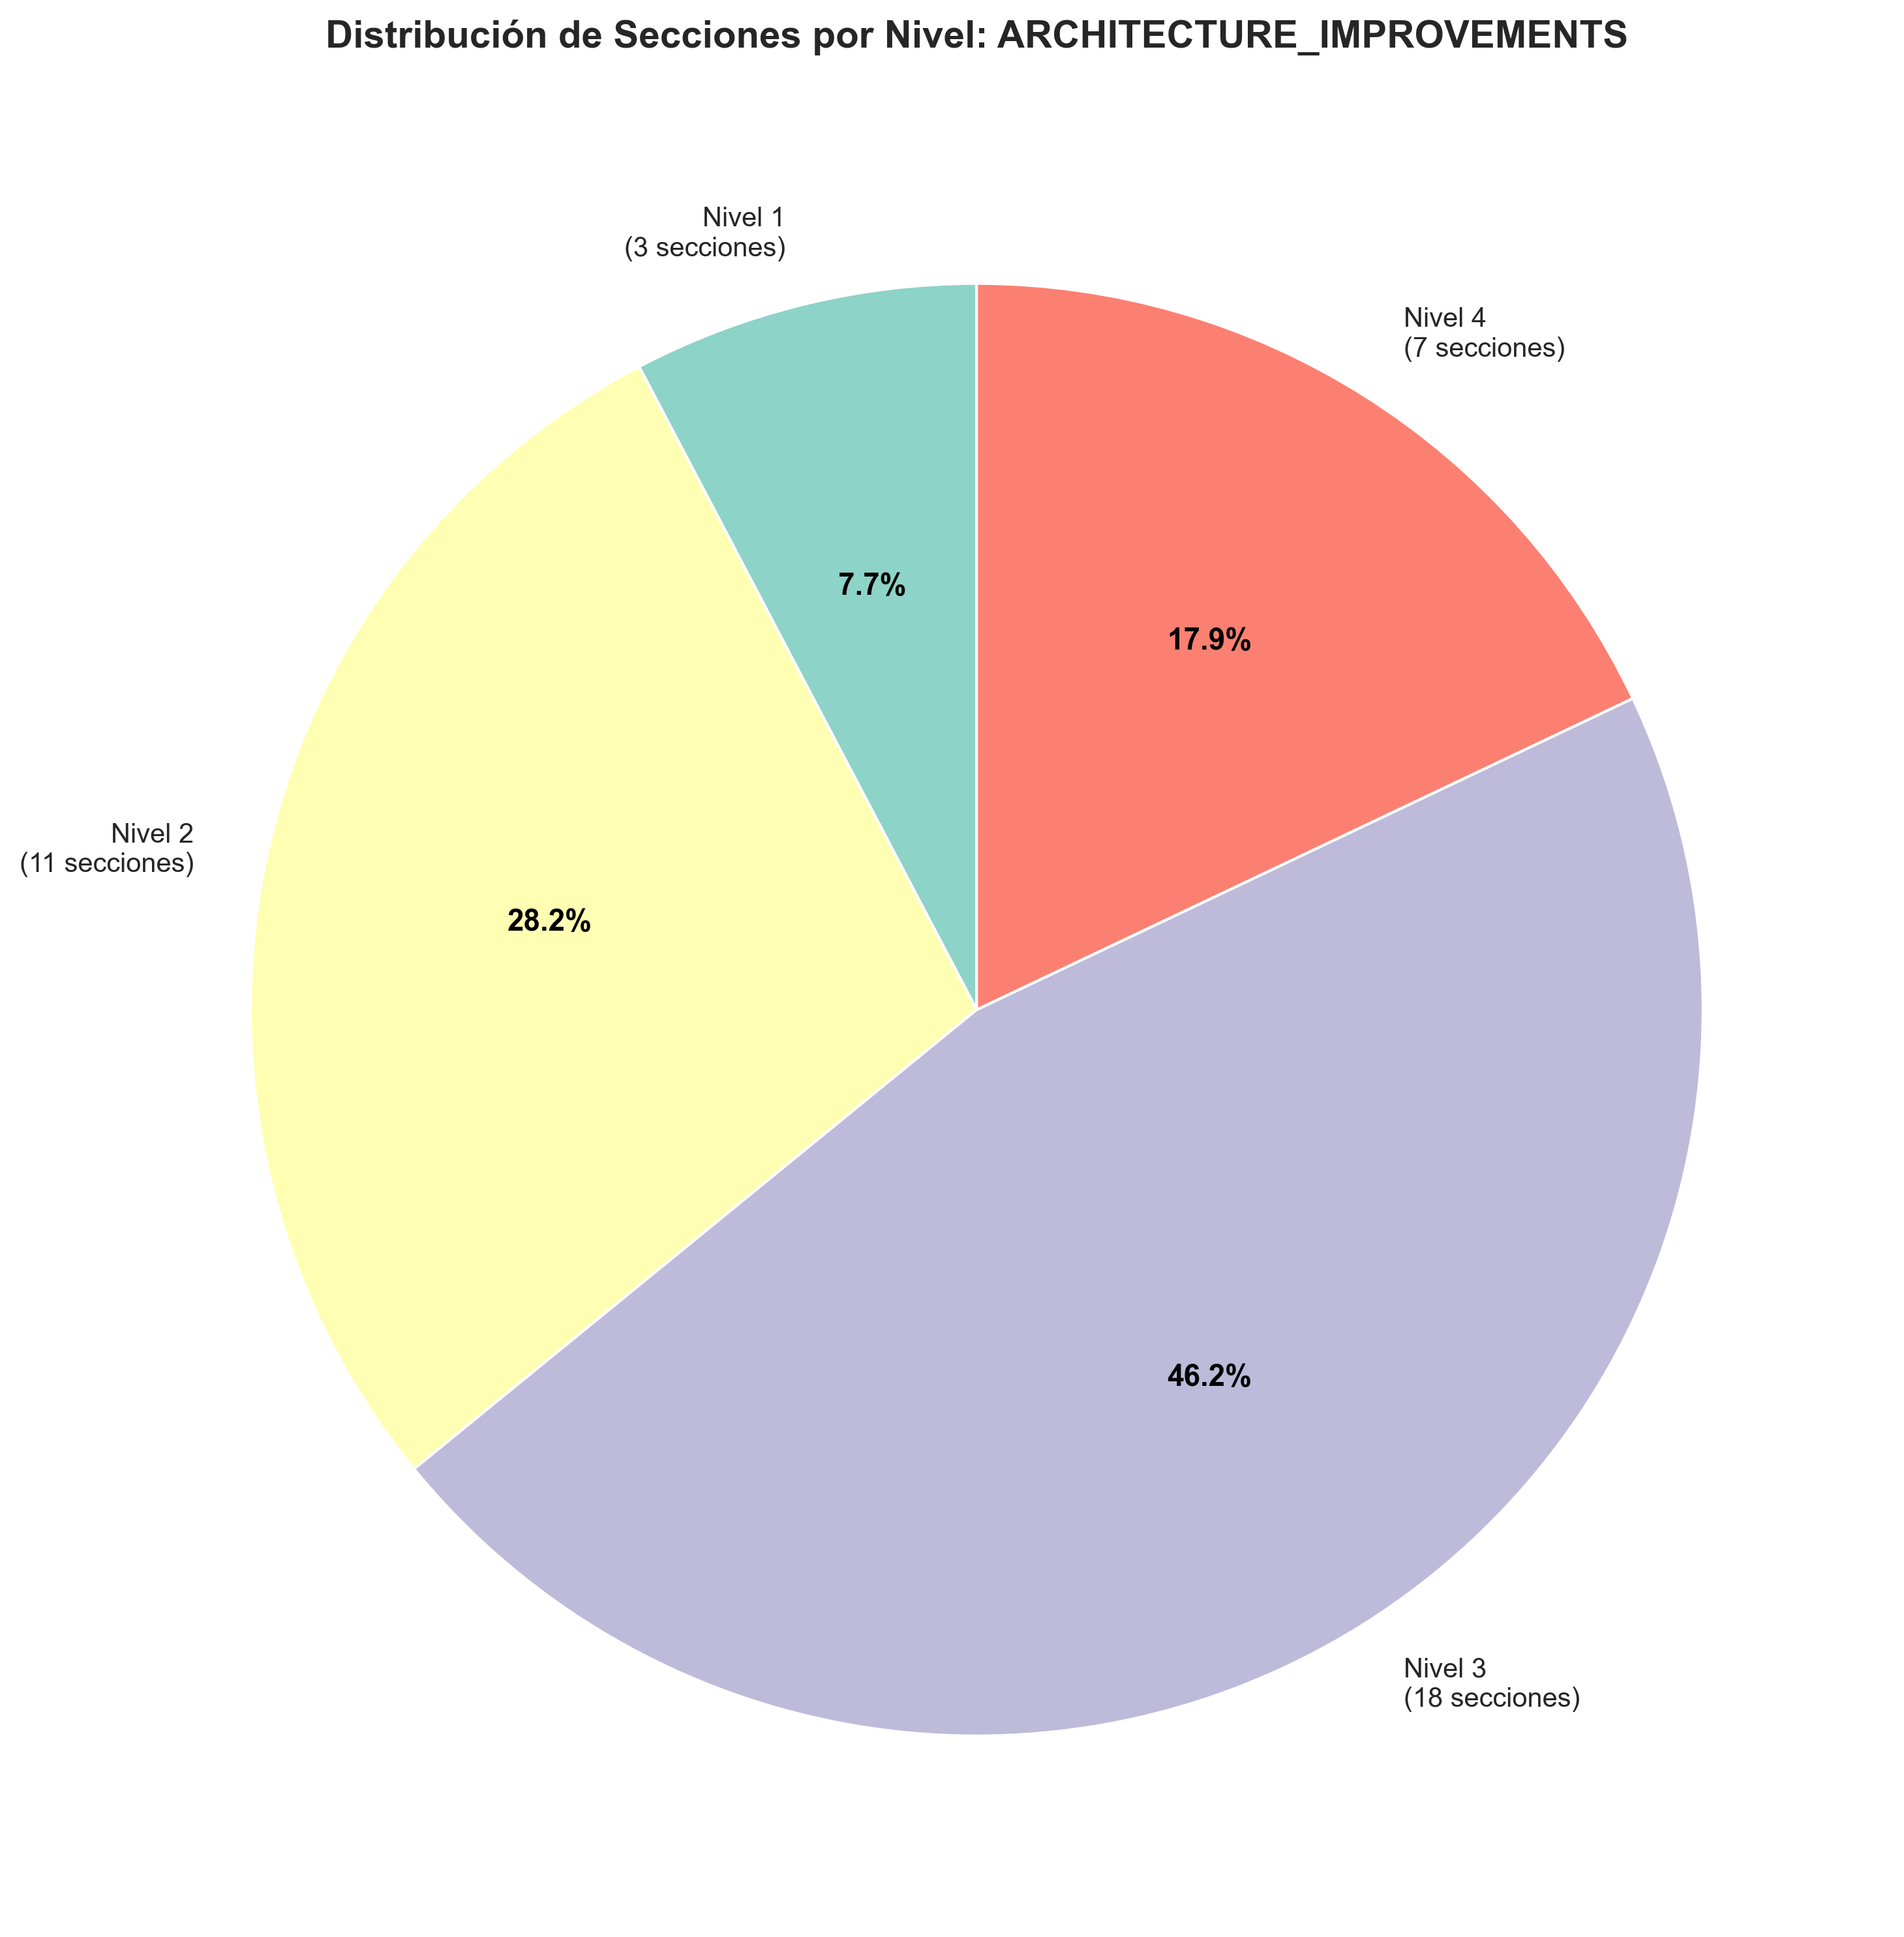 Distribución de Secciones por Nivel: ARCHITECTURE_IMPROVEMENTS
Nivel 1
(3 secciones)
Nivel 4
(7 secciones)
7.7%
17.9%
Nivel 2
(11 secciones)
28.2%
46.2%
Nivel 3
(18 secciones)